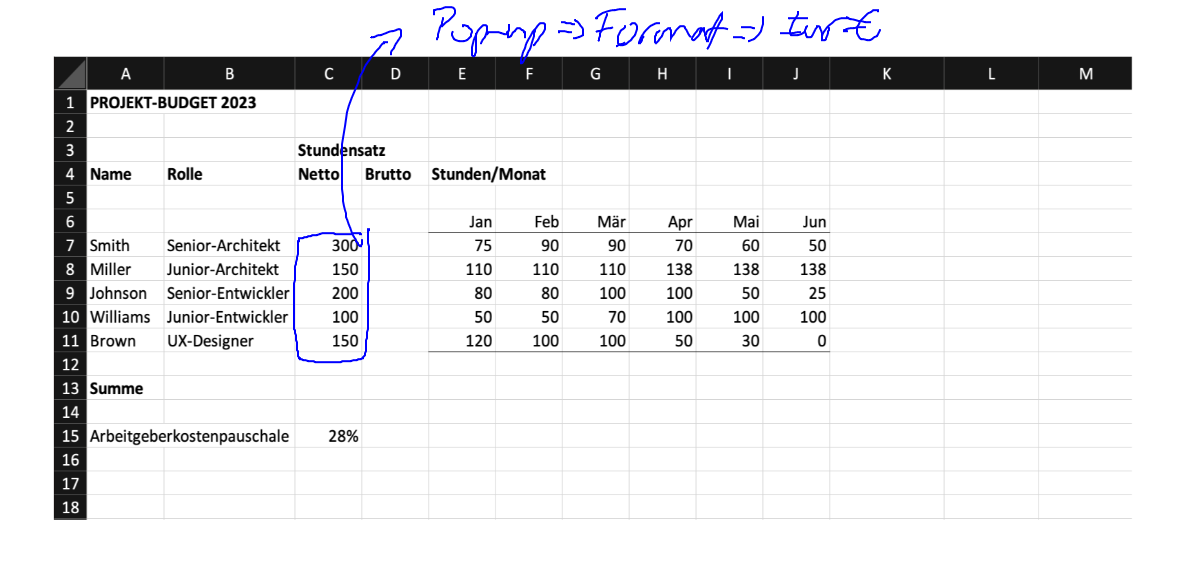 Popup => Format => 
A B C D E F G H I J K L M
1 PROJEKT-BUDGET 2023
2
3 Stundensatz
4 Name Rolle Netto Brutto Stunden/Monat
5
6 Jan Feb Mär Apr Mai Jun
7 Smith Senior-Architekt 300 75 90 90 70 60 50
8 Miller Junior-Architekt 150 110 110 110 138 138 138
9 Johnson Senior-Entwickler 200 80 80 100 100 50 25
10 Williams Junior-Entwickler 100 50 50 70 100 100 100
11 Brown UX-Designer 150 120 100 100 50 30 0
12
13 Summe
14
15 Arbeitgeberkostenpauschale 28%
16
17
18